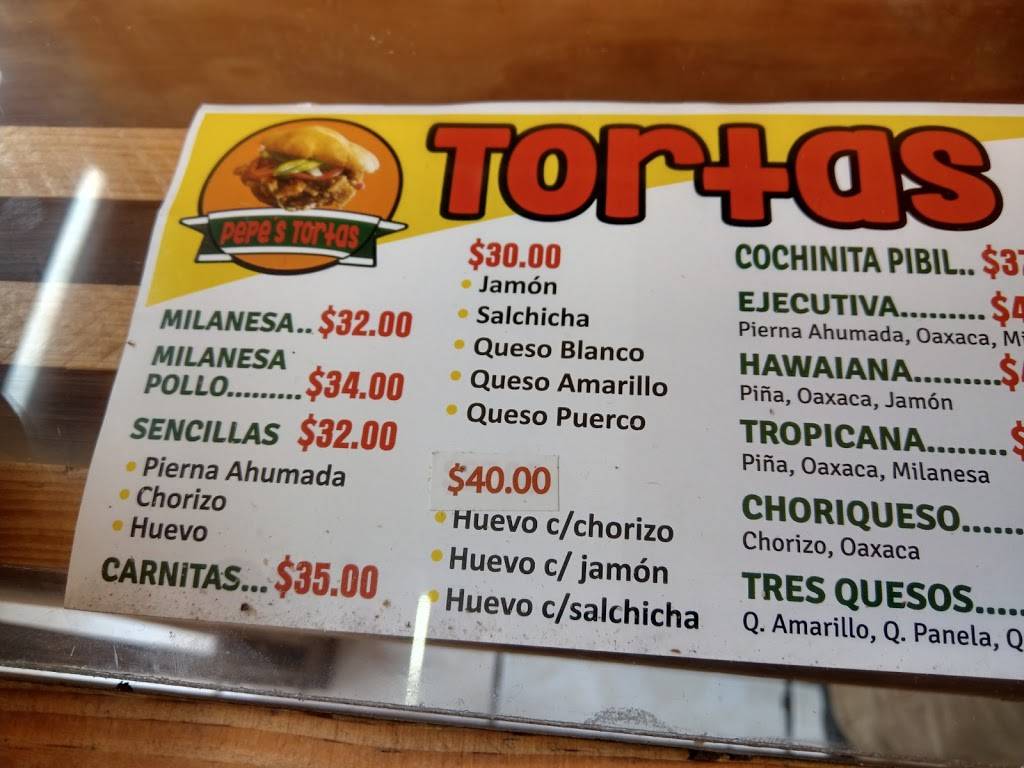 Pepe's Tortas
Tortas
MILANESA.. $32.00
MILANESA
POLLO......... $34.00
SENCILLAS $32.00
• Pierna Ahumada
• Chorizo
• Huevo
CARNITAS... $35.00
$30.00
• Jamón
• Salchicha
• Queso Blanco
• Queso Amarillo
• Queso Puerco
$40.00
• Huevo c/chorizo
• Huevo c/ jamón
• Huevo c/salchicha
COCHINITA PIBIL.. $37
EJECUTIVA......... $4
Pierna Ahumada, Oaxaca,
HAWAIANA.........$
Piña, Oaxaca, Jamón
TROPICANA....... $
Piña, Oaxaca, Milanesa
CHORIQUESO......
Chorizo, Oaxaca
TRES QUESOS.....
Q. Amarillo, Q. Panela, Q